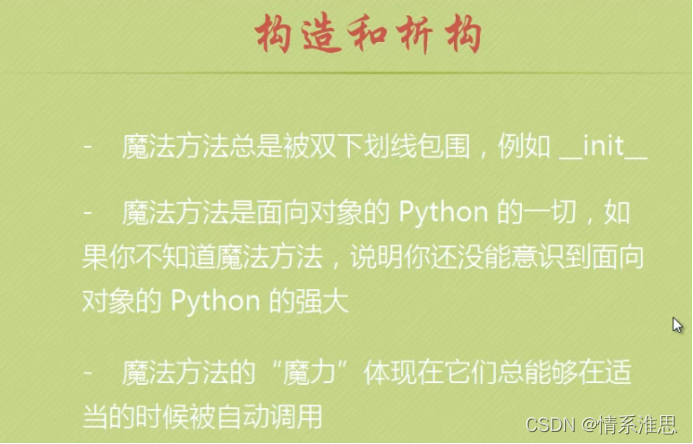 构造和析构
- 魔法方法总是被双下划线包围，例如 __init__
- 魔法方法是面向对象的 Python 的一切，如
果你不知道魔法方法，说明你还没能意识到面向
对象的 Python 的强大
- 魔法方法的“魔力”体现在它们总能够在适
当的时候被自动调用
CSDN @情系淮思